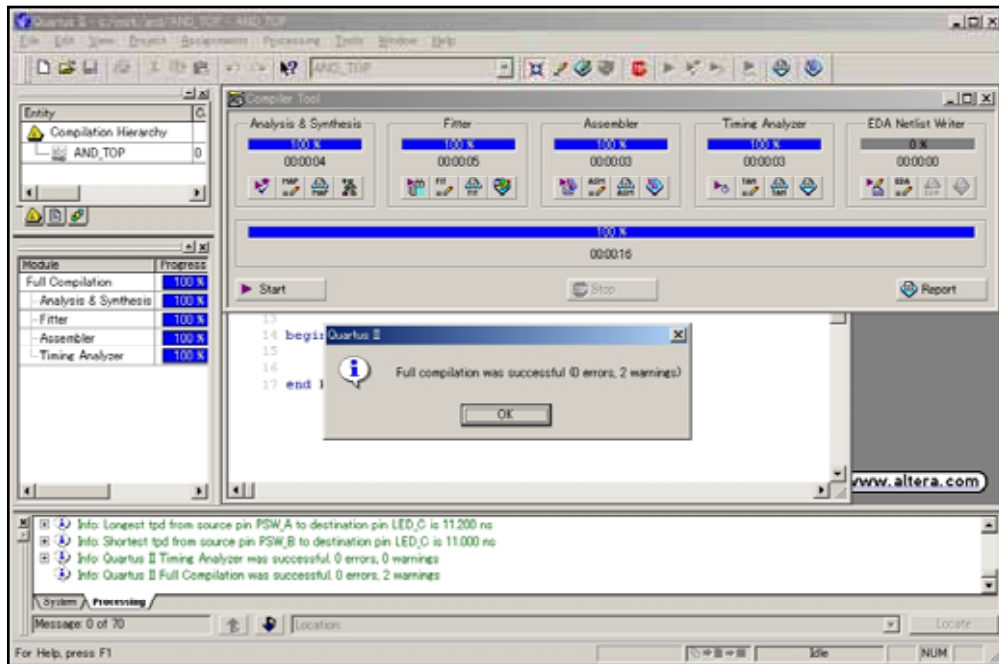 Quartus II - c:/work/and/AND_TOP - AND_TOP
File Edit View Project Assignments Processing Tools Window Help
AND_TOP
Entity
Compilation Hierarchy
AND_TOP 0
Compiler Tool
Analysis & Synthesis Fitter Assembler Timing Analyzer EDA Netlist Writer
100 % 100 % 100 % 100 % 0 %
00:00:04 00:00:05 00:00:03 00:00:03 00:00:00
100 %
00:00:16
Start Stop Report
Module Progress
Full Compilation 100 %
Analysis & Synthesis 100 %
Fitter 100 %
Assembler 100 %
Timing Analyzer 100 %
13
14 begi
15
16
17 end
Quartus II
Full compilation was successful (0 errors, 2 warnings)
OK
www.altera.com
Info: Longest tpd from source pin PSW_A to destination pin LED_C is 11.200 ns
Info: Shortest tpd from source pin PSW_B to destination pin LED_C is 11.000 ns
Info: Quartus II Timing Analyzer was successful. 0 errors, 0 warnings
Info: Quartus II Full Compilation was successful. 0 errors, 2 warnings
System Processing
Message: 0 of 70 Location: Locate
For Help, press F1 Idle NUM